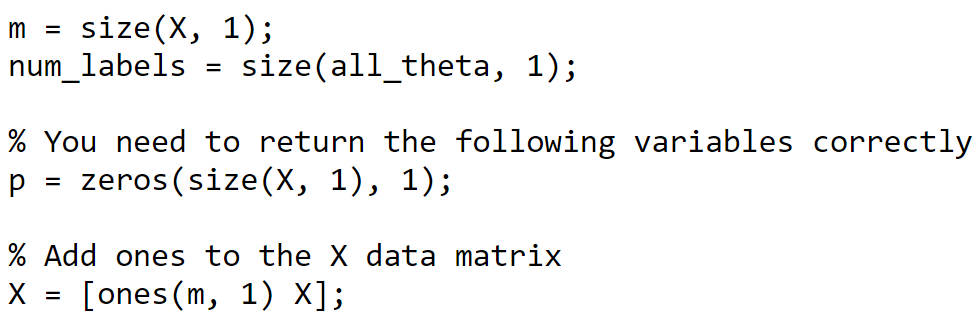 m = size(X, 1);
num_labels = size(all_theta, 1);
% You need to return the following variables correctly
p = zeros(size(X, 1), 1);
% Add ones to the X data matrix
X = [ones(m, 1) X];